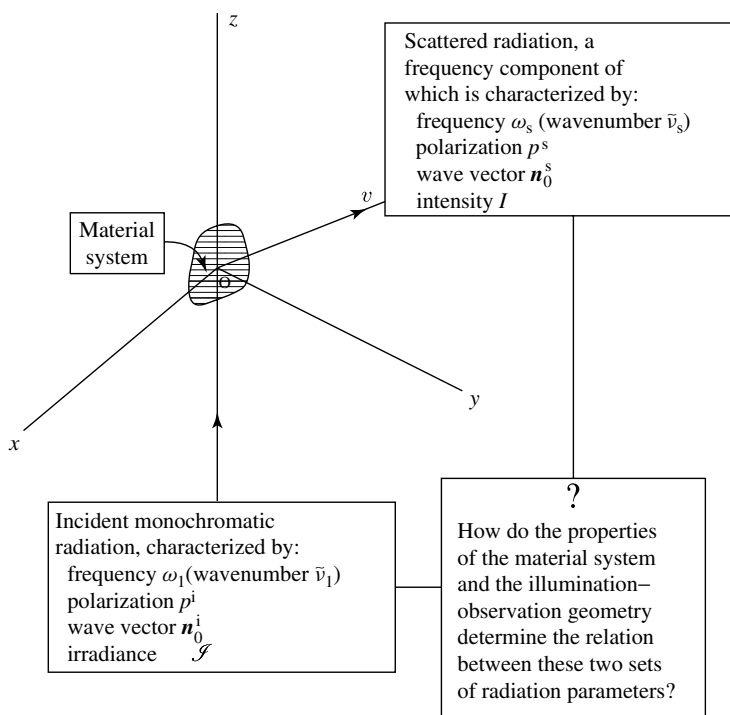 z
Scattered radiation, a
frequency component of
which is characterized by:
frequency ωₛ (wavenumber ν̃ₛ)
polarization pˢ
wave vector n₀ˢ
intensity I
v
Material
system
O
y
x
Incident monochromatic
radiation, characterized by:
frequency ω₁(wavenumber ν̃₁)
polarization pⁱ
wave vector n₀ⁱ
irradiance ℐ
?
How do the properties
of the material system
and the illumination–
observation geometry
determine the relation
between these two sets
of radiation parameters?